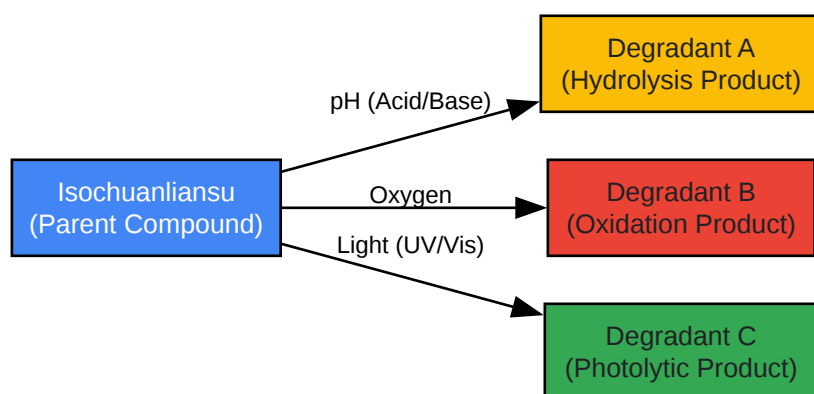 Degradant A
(Hydrolysis Product)
pH (Acid/Base)
Isochuanliansu
(Parent Compound)
Oxygen
Degradant B
(Oxidation Product)
Light (UV/Vis)
Degradant C
(Photolytic Product)